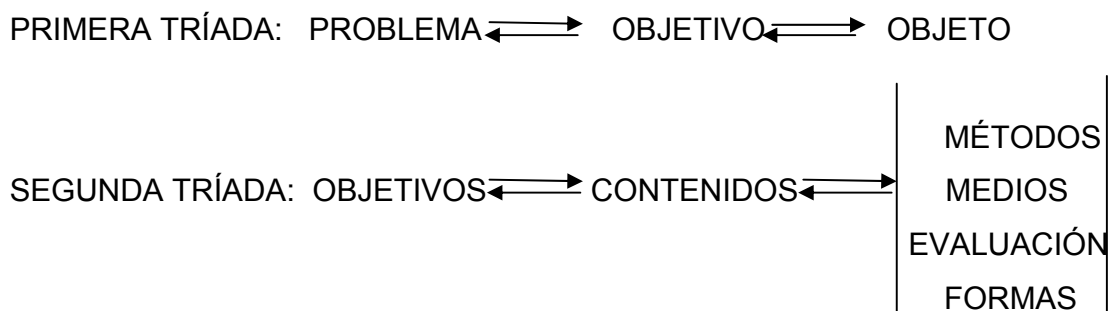 PRIMERA TRÍADA: PROBLEMA OBJETIVO OBJETO
MÉTODOS
SEGUNDA TRÍADA: OBJETIVOS CONTENIDOS MEDIOS
EVALUACIÓN
FORMAS